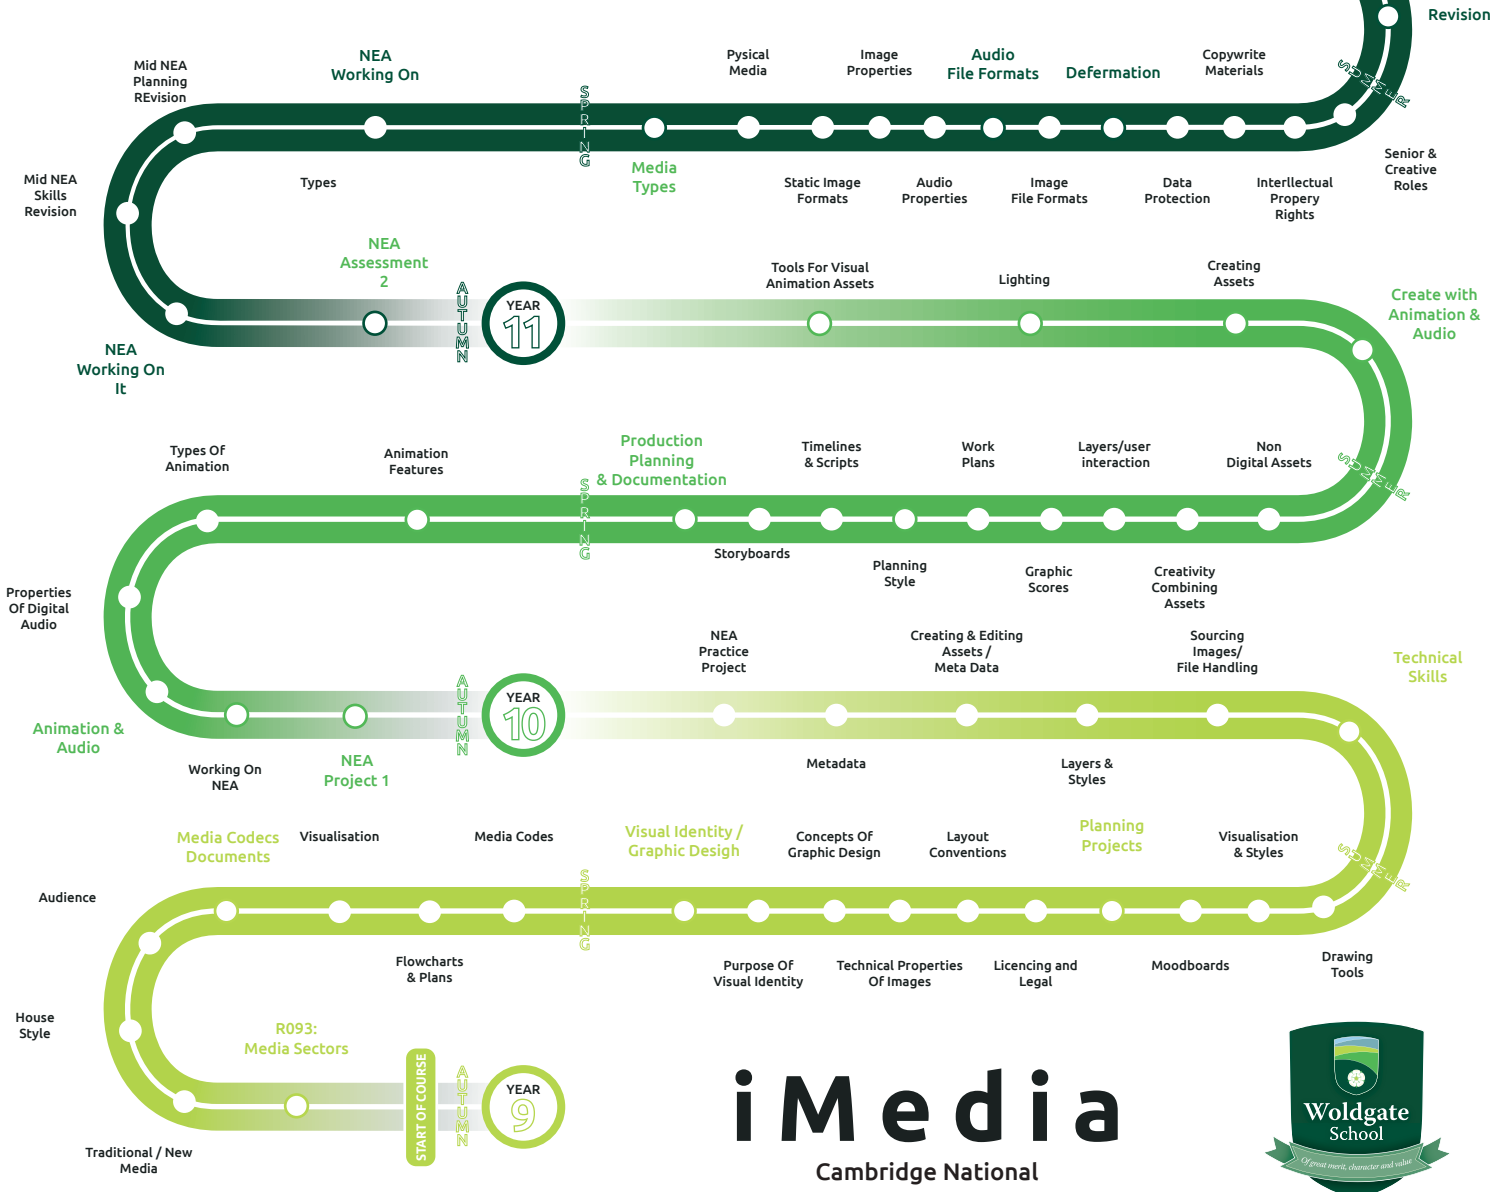 Revision
Mid NEA
Planning
REvision
NEA
Working On
SPRING
Pysical
Media
Image
Properties
Audio
File Formats
Defermation
Copywrite
Materials
SUMMER
Mid NEA
Skills
Revision
Types
Media
Types
Static Image
Formats
Audio
Properties
Image
File Formats
Data
Protection
Interllectual
Propery
Rights
Senior &
Creative
Roles
NEA
Working On
It
NEA
Assessment
2
AUTUMN
YEAR
11
Tools For Visual
Animation Assets
Lighting
Creating
Assets
Create with
Animation &
Audio
Types Of
Animation
Animation
Features
SPRING
Production
Planning
& Documentation
Timelines
& Scripts
Work
Plans
Layers/user
interaction
Non
Digital Assets
SUMMER
Storyboards
Planning
Style
Graphic
Scores
Creativity
Combining
Assets
Properties
Of Digital
Audio
Animation &
Audio
Working On
NEA
NEA
Project 1
AUTUMN
YEAR
10
NEA
Practice
Project
Creating & Editing
Assets /
Meta Data
Sourcing
Images/
File Handling
Technical
Skills
Metadata
Layers &
Styles
Media Codecs
Documents
Visualisation
Media Codes
SPRING
Visual Identity /
Graphic Desigh
Concepts Of
Graphic Design
Layout
Conventions
Planning
Projects
Visualisation
& Styles
SUMMER
Audience
Flowcharts
& Plans
Purpose Of
Visual Identity
Technical Properties
Of Images
Licencing and
Legal
Moodboards
Drawing
Tools
House
Style
Traditional / New
Media
R093:
Media Sectors
START OF COURSE
AUTUMN
YEAR
9
iMedia
Cambridge National
Woldgate
School
Of great merit, character and value